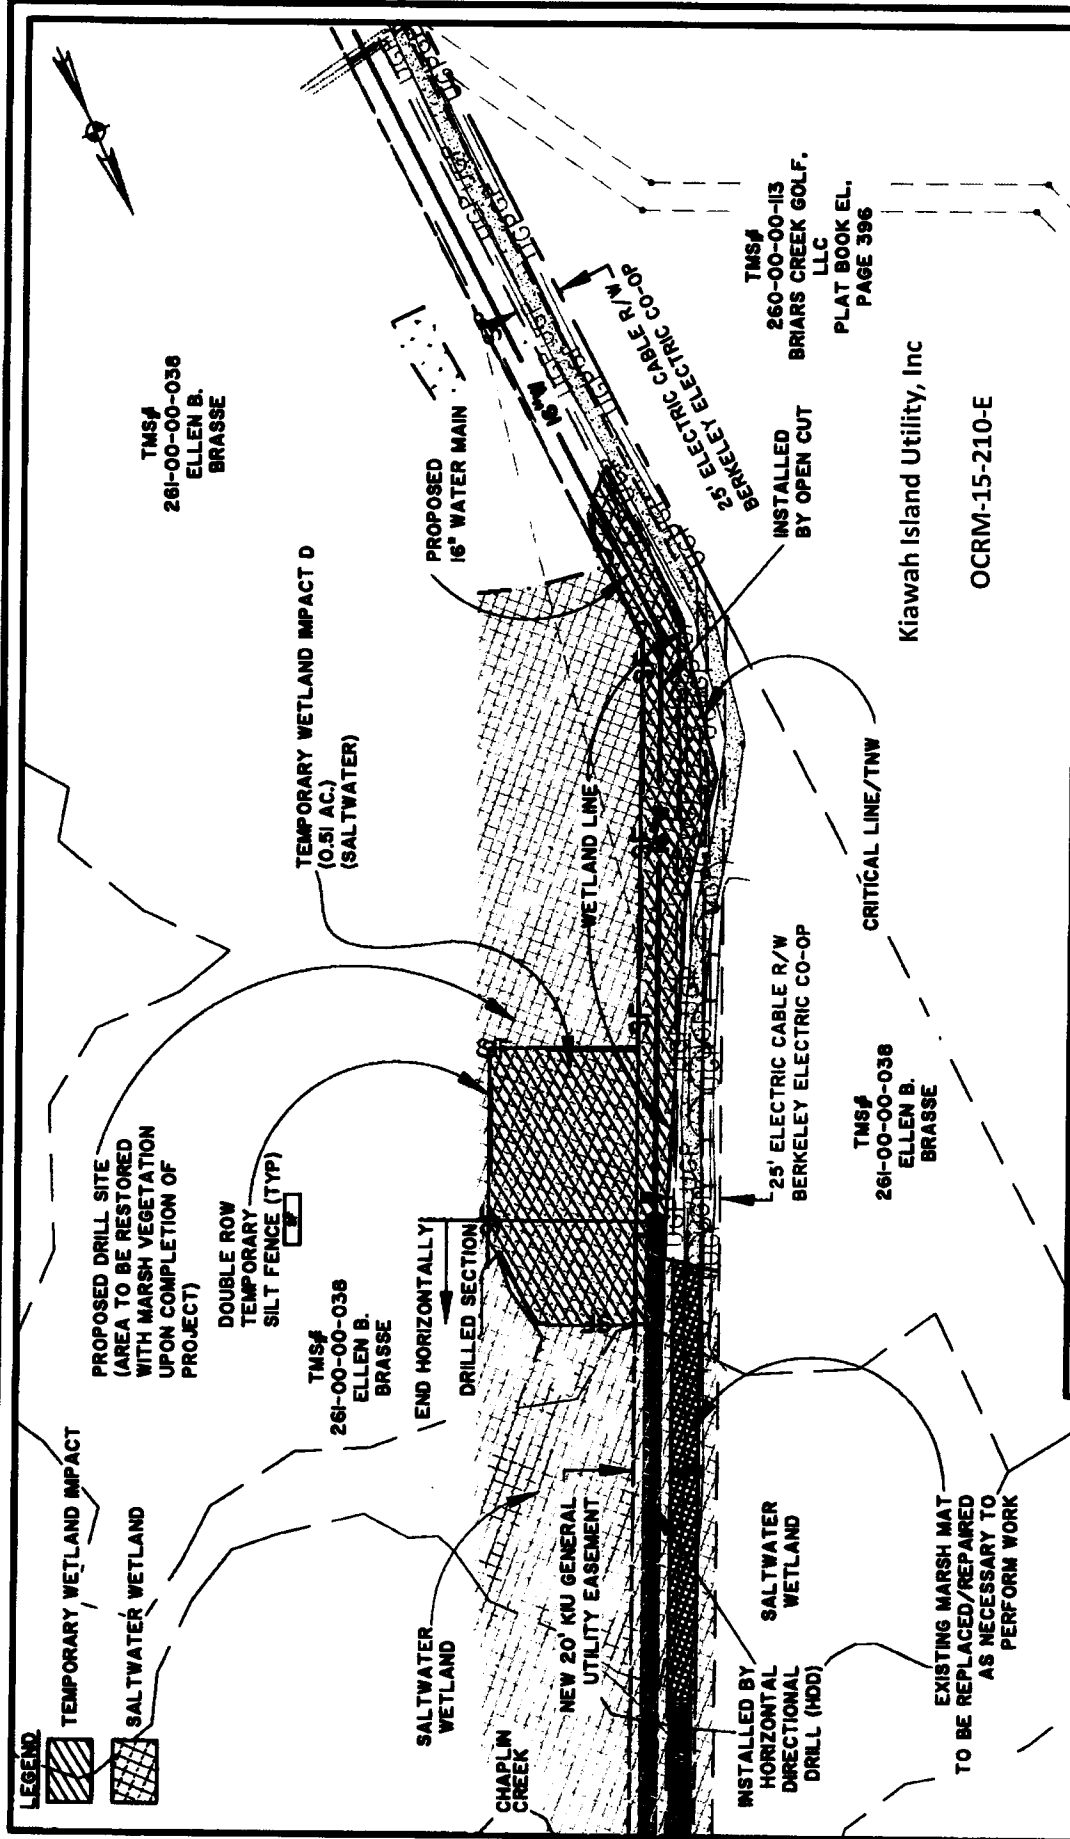 LEGEND
TEMPORARY WETLAND IMPACT
SALTWATER WETLAND
PROPOSED DRILL SITE
(AREA TO BE RESTORED
WITH MARSH VEGETATION
UPON COMPLETION OF
PROJECT)
DOUBLE ROW
TEMPORARY
SILT FENCE (TYP)
SF
TMS#
261-00-00-038
ELLEN B.
BRASSE
END HORIZONTALLY
DRILLED SECTION
TEMPORARY WETLAND IMPACT D
(0.51 AC.)
(SALTWATER)
TMS#
261-00-00-038
ELLEN B.
BRASSE
PROPOSED
16" WATER MAIN
16"W
SALTWATER
WETLAND
CHAPLIN
CREEK
NEW 20' KIU GENERAL
UTILITY EASEMENT
WETLAND LINE
25' ELECTRIC CABLE R/W
BERKELEY ELECTRIC CO-OP
INSTALLED
BY OPEN CUT
TMS#
260-00-00-113
BRIARS CREEK GOLF,
LLC
PLAT BOOK EL,
PAGE 396
INSTALLED BY
HORIZONTAL
DIRECTIONAL
DRILL (HDD)
SALTWATER
WETLAND
25' ELECTRIC CABLE R/W
BERKELEY ELECTRIC CO-OP
CRITICAL LINE/TNW
TMS#
261-00-00-038
ELLEN B.
BRASSE
EXISTING MARSH MAT
TO BE REPLACED/REPAIRED
AS NECESSARY TO
PERFORM WORK
Kiawah Island Utility, Inc
OCRM-15-210-E